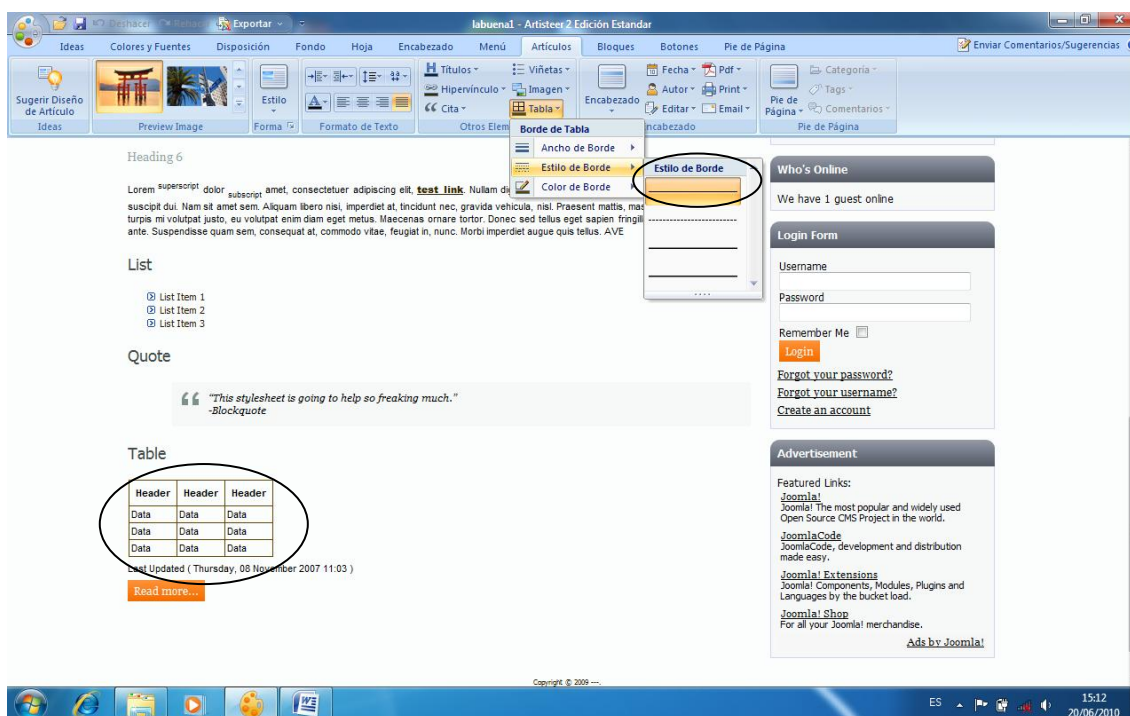 Deshacer Rehacer Exportar
labuena1 - Artisteer 2 Edición Estandar
Ideas Colores y Fuentes Disposición Fondo Hoja Encabezado Menú Artículos Bloques Botones Pie de Página Enviar Comentarios/Sugerencias
Sugerir Diseño
de Artículo
Ideas
Preview Image
Estilo
Forma
Formato de Texto
Títulos
Hipervínculo
Cita
Viñetas
Imagen
Tabla
Otros Elem
Encabezado
Fecha Pdf
Autor Print
Editar Email
ncabezado
Pie de
Página
Categoria
Tags
Comentarios
Pie de Página
Borde de Tabla
Ancho de Borde
Estilo de Borde
Color de Borde
Estilo de Borde
Heading 6
Lorem superscript dolor subscript amet, consectetuer adipiscing elit, test link. Nullam di
suscipit dui. Nam sit amet sem. Aliquam libero nisi, imperdiet at, tincidunt nec, gravida vehicula, nisl. Praesent mattis, mas
turpis mi volutpat justo, eu volutpat enim diam eget metus. Maecenas ornare tortor. Donec sed tellus eget sapien fringil
ante. Suspendisse quam sem, consequat at, commodo vitae, feugiat in, nunc. Morbi imperdiet augue quis tellus. AVE
List
List Item 1
List Item 2
List Item 3
Quote
"This stylesheet is going to help so freaking much."
-Blockquote
Table
Header Header Header
Data Data Data
Data Data Data
Data Data Data
Last Updated ( Thursday, 08 November 2007 11:03 )
Read more...
Who's Online
We have 1 guest online
Login Form
Username
Password
Remember Me
Login
Forgot your password?
Forgot your username?
Create an account
Advertisement
Featured Links:
Joomla!
Joomla! The most popular and widely used
Open Source CMS Project in the world.
JoomlaCode
JoomlaCode, development and distribution
made easy.
Joomla! Extensions
Joomla! Components, Modules, Plugins and
Languages by the bucket load.
Joomla! Shop
For all your Joomla! merchandise.
Ads by Joomla!
Copyright © 2009 ---.
ES
15:12
20/06/2010